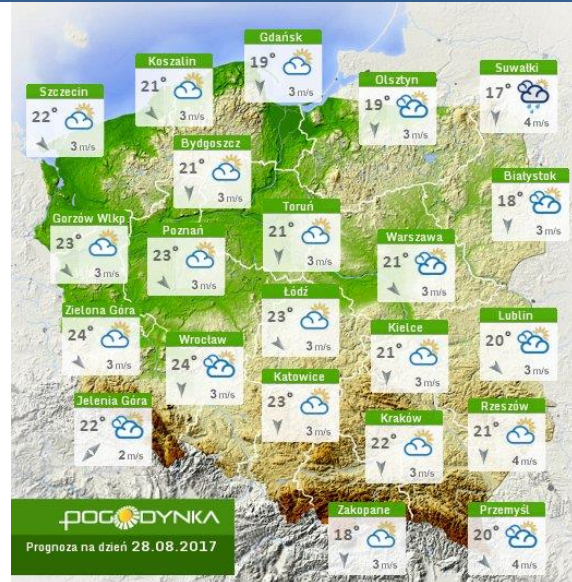 Gdańsk
19°
3 m/s
Koszalin
21°
3 m/s
Suwałki
17°
4 m/s
Olsztyn
19°
3 m/s
Szczecin
22°
3 m/s
Bydgoszcz
21°
3 m/s
Białystok
18°
3 m/s
Toruń
21°
3 m/s
Gorzów Wlkp
23°
3 m/s
Poznań
23°
3 m/s
Warszawa
21°
3 m/s
Łódź
23°
3 m/s
Zielona Góra
24°
3 m/s
Lublin
20°
3 m/s
Kielce
21°
3 m/s
Wrocław
24°
3 m/s
Katowice
23°
3 m/s
Jelenia Góra
22°
2 m/s
Rzeszów
21°
4 m/s
Kraków
22°
3 m/s
Zakopane
18°
3 m/s
Przemyśl
20°
4 m/s
POGODYNKA
Prognoza na dzień 28.08.2017